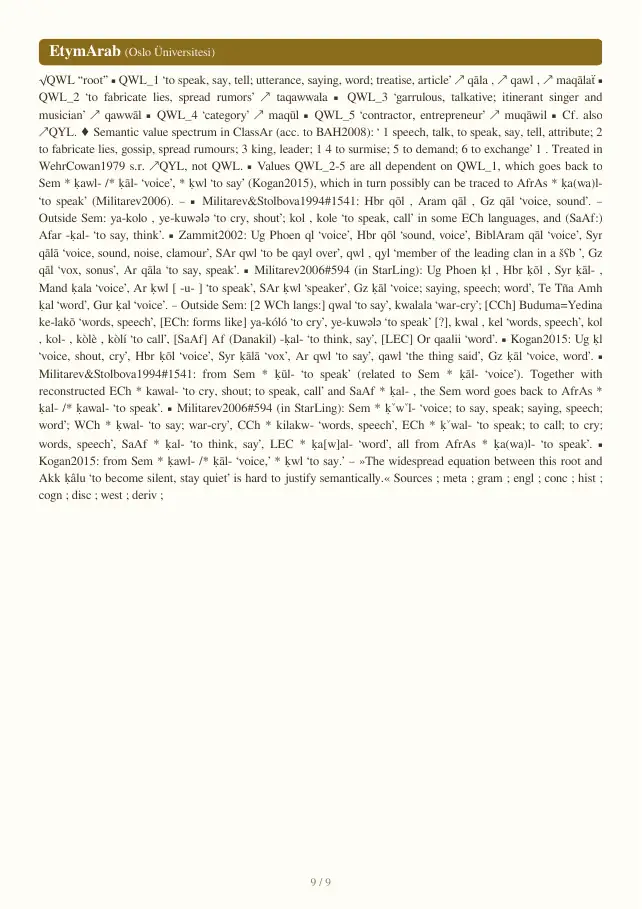 EtymArab (Oslo Üniversitesi)
√QWL “root” ▪ QWL_1 ‘to speak, say, tell; utterance, saying, word; treatise, article’ ↗ qāla , ↗ qawl , ↗ maqālaẗ ▪
QWL_2 ‘to fabricate lies, spread rumors’ ↗ taqawwala ▪ QWL_3 ‘garrulous, talkative; itinerant singer and
musician’ ↗ qawwāl ▪ QWL_4 ‘category’ ↗ maqūl ▪ QWL_5 ‘contractor, entrepreneur’ ↗ muqāwil ▪ Cf. also
↗QYL. ♦ Semantic value spectrum in ClassAr (acc. to BAH2008): ‘ 1 speech, talk, to speak, say, tell, attribute; 2
to fabricate lies, gossip, spread rumours; 3 king, leader; 1 4 to surmise; 5 to demand; 6 to exchange’ 1 . Treated in
WehrCowan1979 s.r. ↗QYL, not QWL. ▪ Values QWL_2-5 are all dependent on QWL_1, which goes back to
Sem * ḳawl- /* ḳāl- ‘voice’, * ḳwl ‘to say’ (Kogan2015), which in turn possibly can be traced to AfrAs * ḳa(wa)l-
‘to speak’ (Militarev2006). – ▪ Militarev&Stolbova1994#1541: Hbr qōl , Aram qāl , Gz qāl ‘voice, sound’. –
Outside Sem: ya-kolo , ye-kuwələ ‘to cry, shout’; kol , kole ‘to speak, call’ in some ECh languages, and (SaAf:)
Afar -ḳal- ‘to say, think’. ▪ Zammit2002: Ug Phoen ql ‘voice’, Hbr qōl ‘sound, voice’, BiblAram qāl ‘voice’, Syr
qālā ‘voice, sound, noise, clamour’, SAr qwl ‘to be qayl over’, qwl , qyl ‘member of the leading clan in a šʕb ’, Gz
qāl ‘vox, sonus’, Ar qāla ‘to say, speak’. ▪ Militarev2006#594 (in StarLing): Ug Phoen ḳl , Hbr ḳōl , Syr ḳāl- ,
Mand ḳala ‘voice’, Ar ḳwl [ -u- ] ‘to speak’, SAr ḳwl ‘speaker’, Gz ḳāl ‘voice; saying, speech; word’, Te Tña Amh
ḳal ‘word’, Gur ḳal ‘voice’. – Outside Sem: [2 WCh langs:] qwal ‘to say’, kwalala ‘war-cry’; [CCh] Buduma=Yedina
ke-lakō ‘words, speech’, [ECh: forms like] ya-kóló ‘to cry’, ye-kuwələ ‘to speak’ [?], kwal , kel ‘words, speech’, kol
, kol- , kòlè , kòlí ‘to call’, [SaAf] Af (Danakil) -ḳal- ‘to think, say’, [LEC] Or qaalii ‘word’. ▪ Kogan2015: Ug ḳl
‘voice, shout, cry’, Hbr ḳōl ‘voice’, Syr ḳālā ‘vox’, Ar qwl ‘to say’, qawl ‘the thing said’, Gz ḳāl ‘voice, word’. ▪
Militarev&Stolbova1994#1541: from Sem * ḳūl- ‘to speak’ (related to Sem * ḳāl- ‘voice’). Together with
reconstructed ECh * kawal- ‘to cry, shout; to speak, call’ and SaAf * ḳal- , the Sem word goes back to AfrAs *
ḳal- /* ḳawal- ‘to speak’. ▪ Militarev2006#594 (in StarLing): Sem * ḳˇwˇl- ‘voice; to say, speak; saying, speech;
word’; WCh * ḳwal- ‘to say; war-cry’, CCh * kilakw- ‘words, speech’, ECh * ḳˇwal- ‘to speak; to call; to cry;
words, speech’, SaAf * ḳal- ‘to think, say’, LEC * ḳa[w]al- ‘word’, all from AfrAs * ḳa(wa)l- ‘to speak’. ▪
Kogan2015: from Sem * ḳawl- /* ḳāl- ‘voice,’ * ḳwl ‘to say.’ – »The widespread equation between this root and
Akk ḳâlu ‘to become silent, stay quiet’ is hard to justify semantically.« Sources ; meta ; gram ; engl ; conc ; hist ;
cogn ; disc ; west ; deriv ;
9 / 9